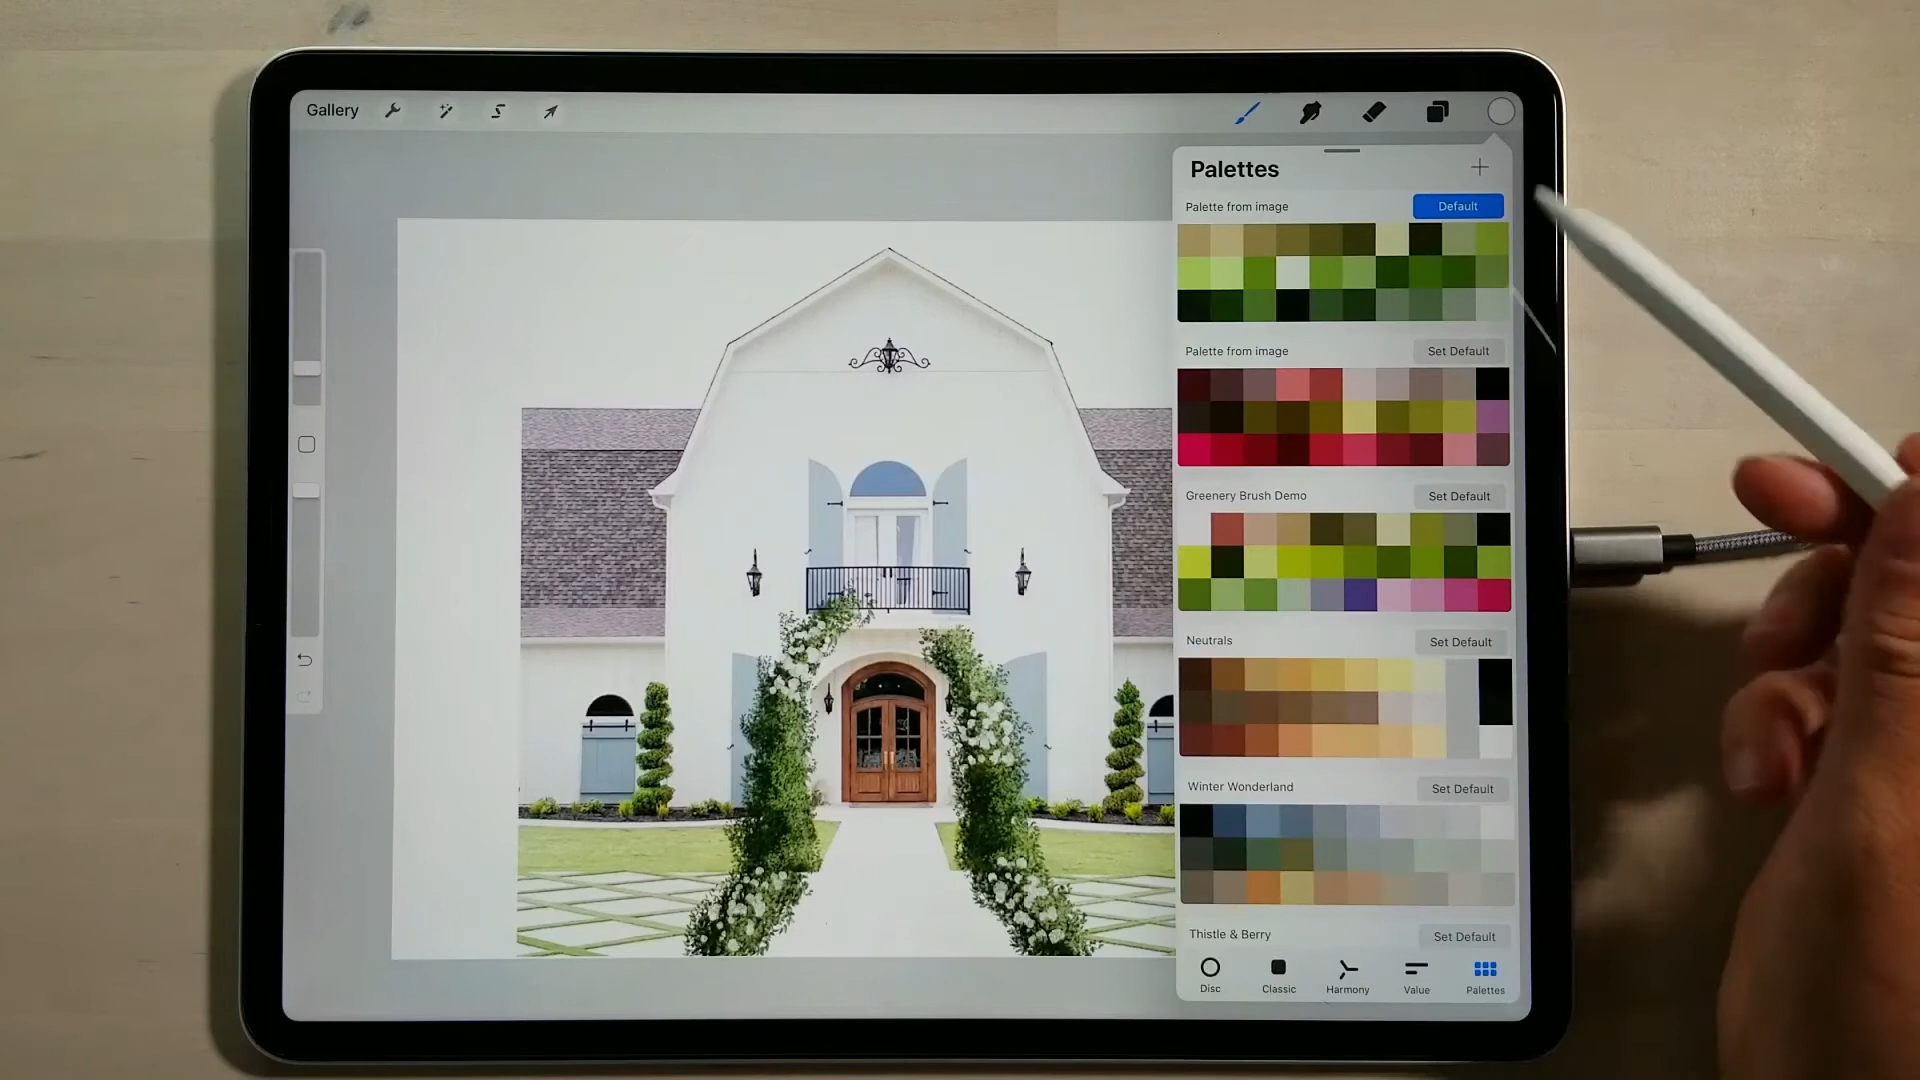 Gallery
Palettes
Palette from image Default
Palette from image Set Default
Greenery Brush Demo Set Default
Neutrals Set Default
Winter Wonderland Set Default
Thistle & Berry Set Default
Disc Classic Harmony Value Palettes